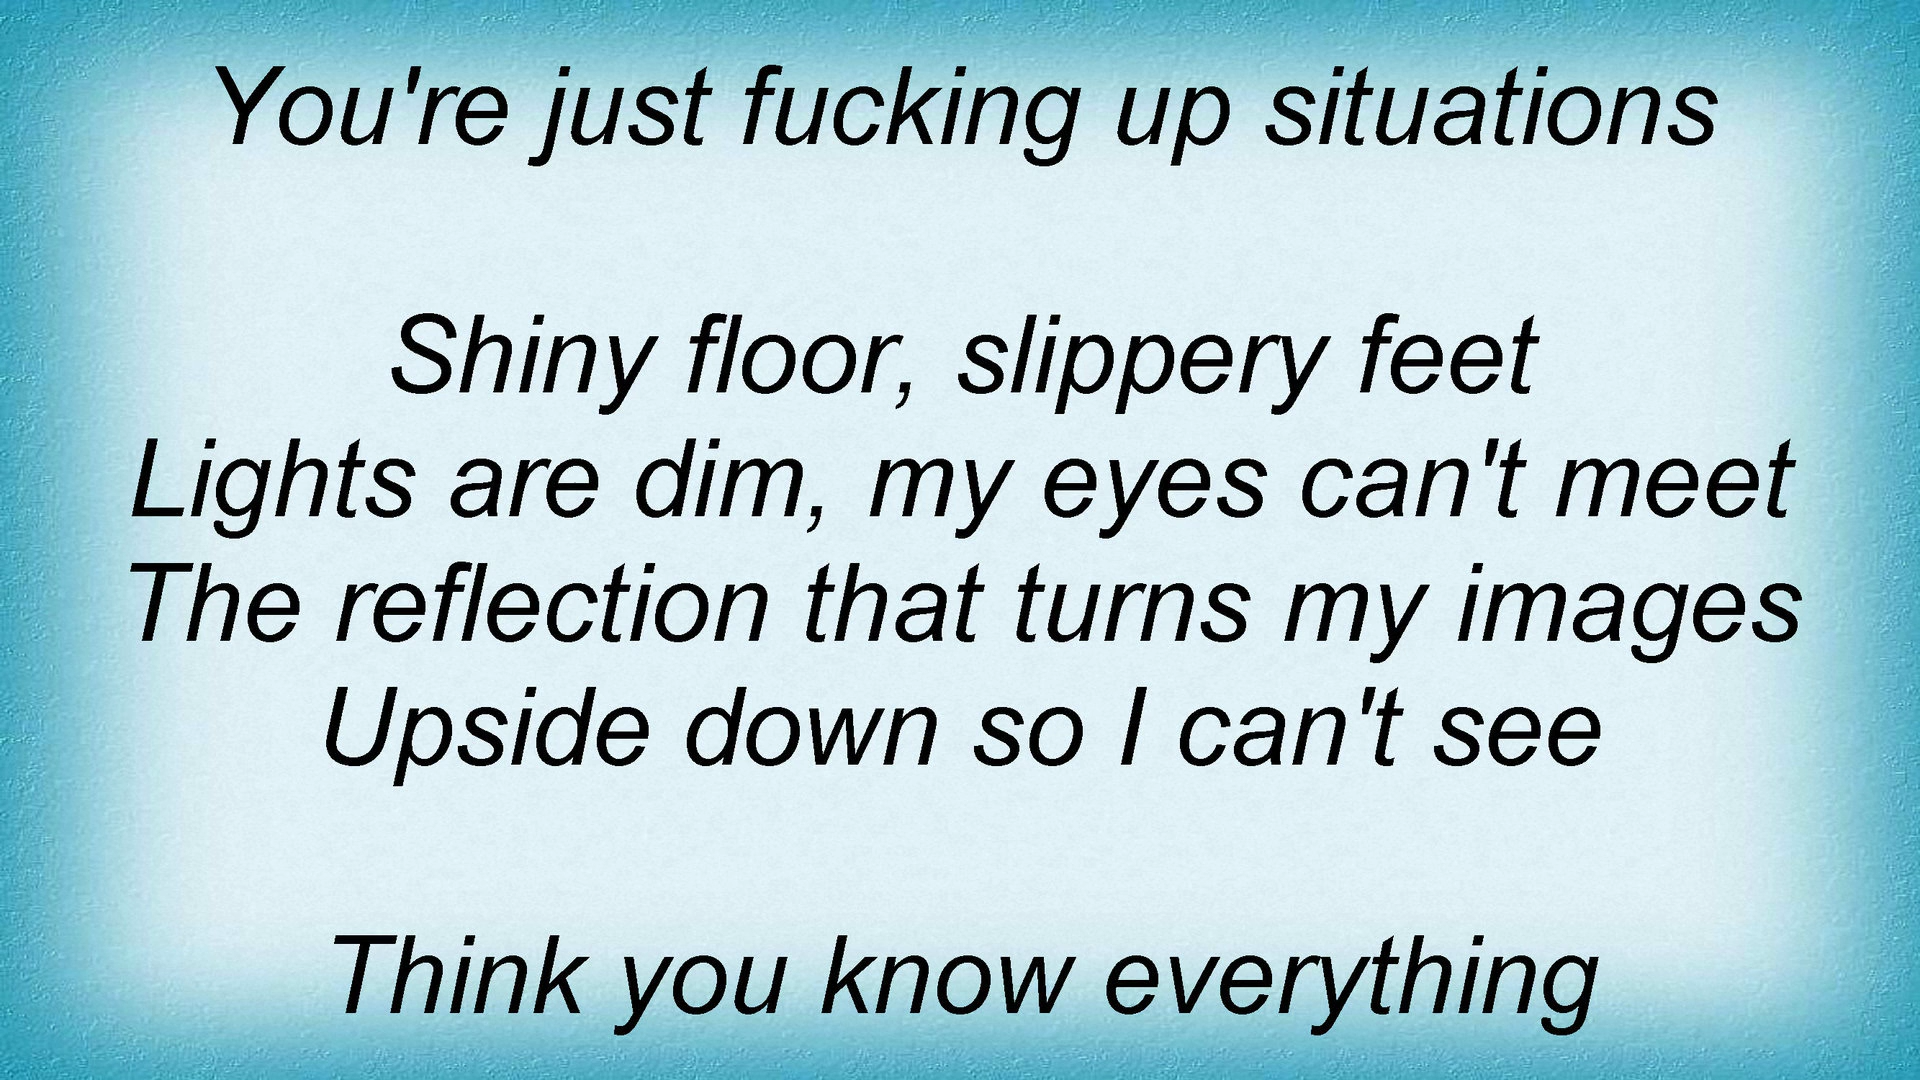 You're just fucking up situations
Shiny floor, slippery feet
Lights are dim, my eyes can't meet
The reflection that turns my images
Upside down so I can't see
Think you know everything